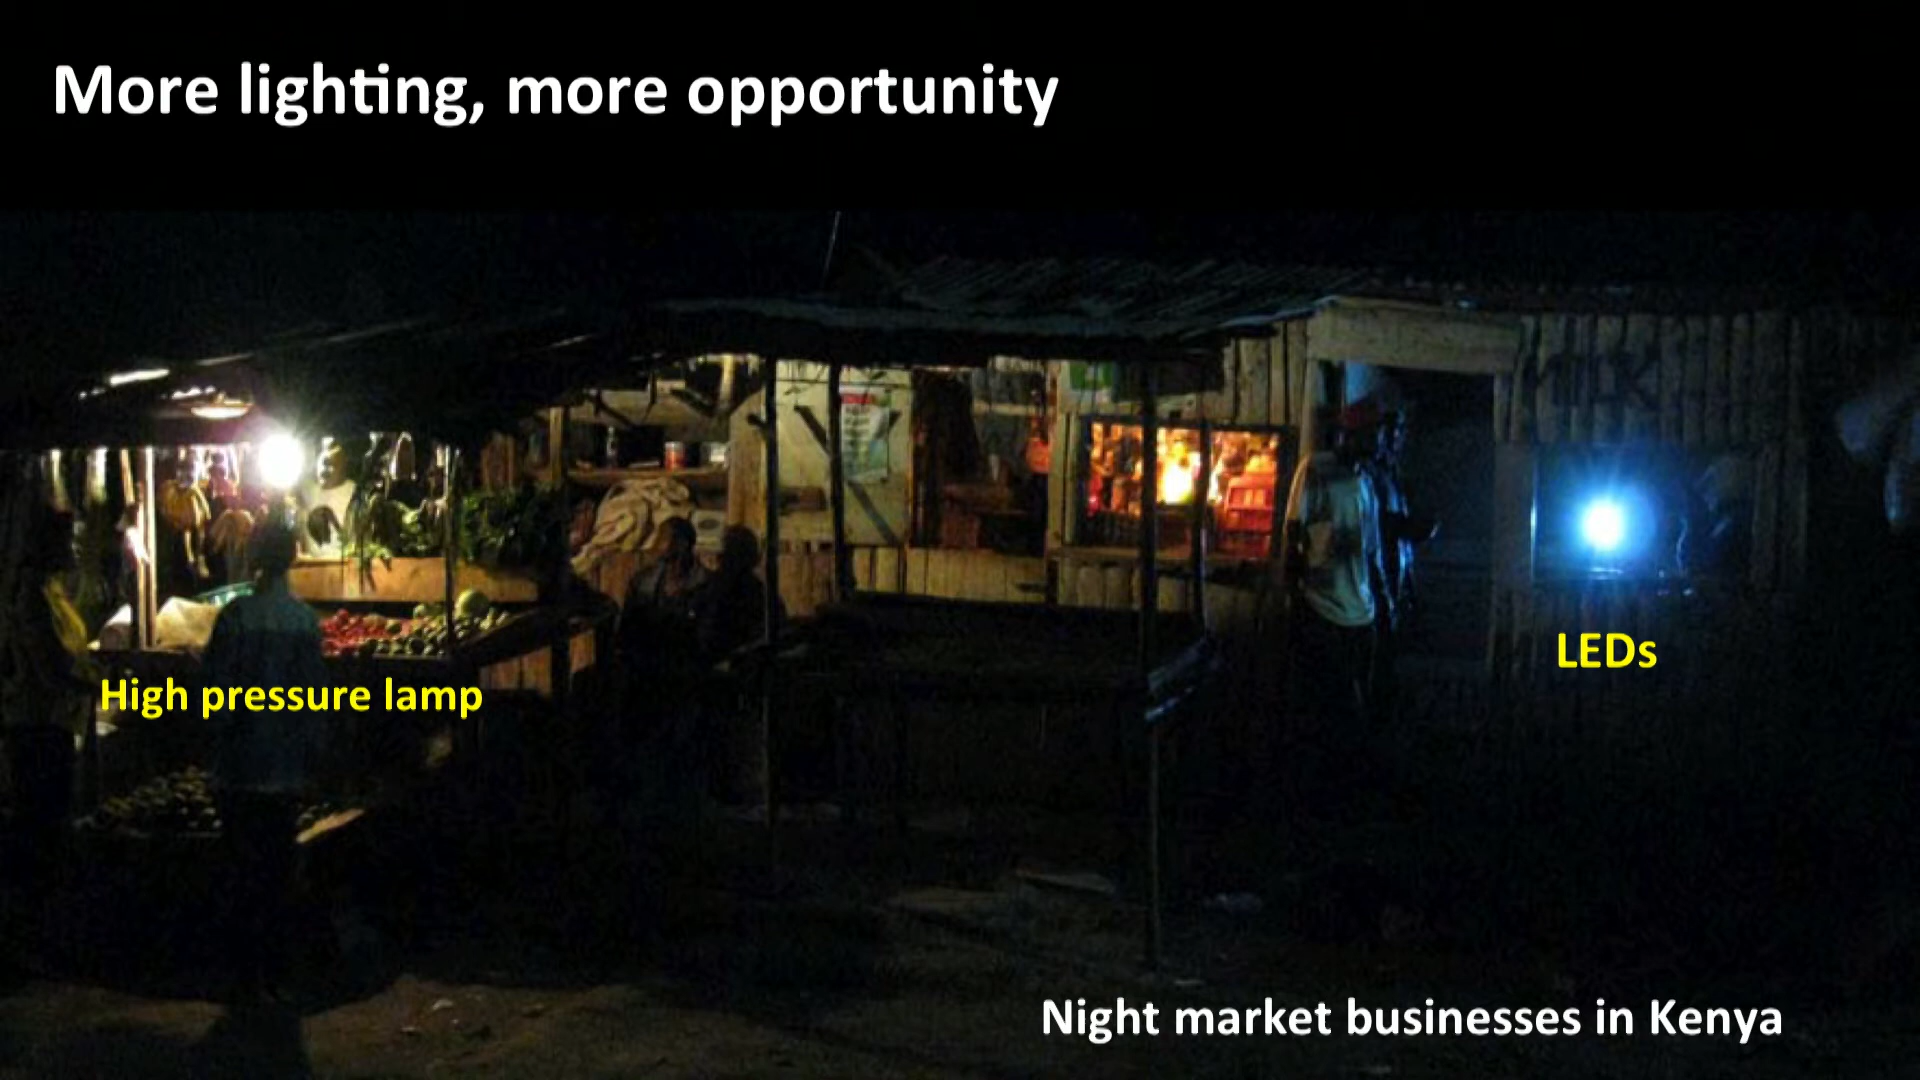 More lighting, more opportunity
LEDs
High pressure lamp
Night market businesses in Kenya